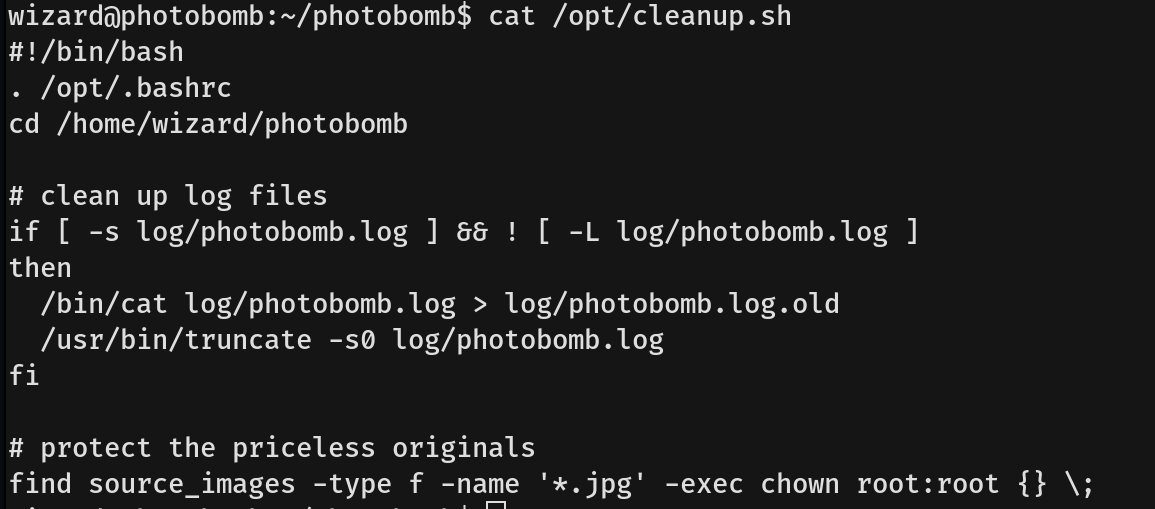 wizard@photobomb:~/photobomb$ cat /opt/cleanup.sh
#!/bin/bash
. /opt/.bashrc
cd /home/wizard/photobomb
# clean up log files
if [ -s log/photobomb.log ] && ! [ -L log/photobomb.log ]
then
  /bin/cat log/photobomb.log > log/photobomb.log.old
  /usr/bin/truncate -s0 log/photobomb.log
fi
# protect the priceless originals
find source_images -type f -name '*.jpg' -exec chown root:root {} \;